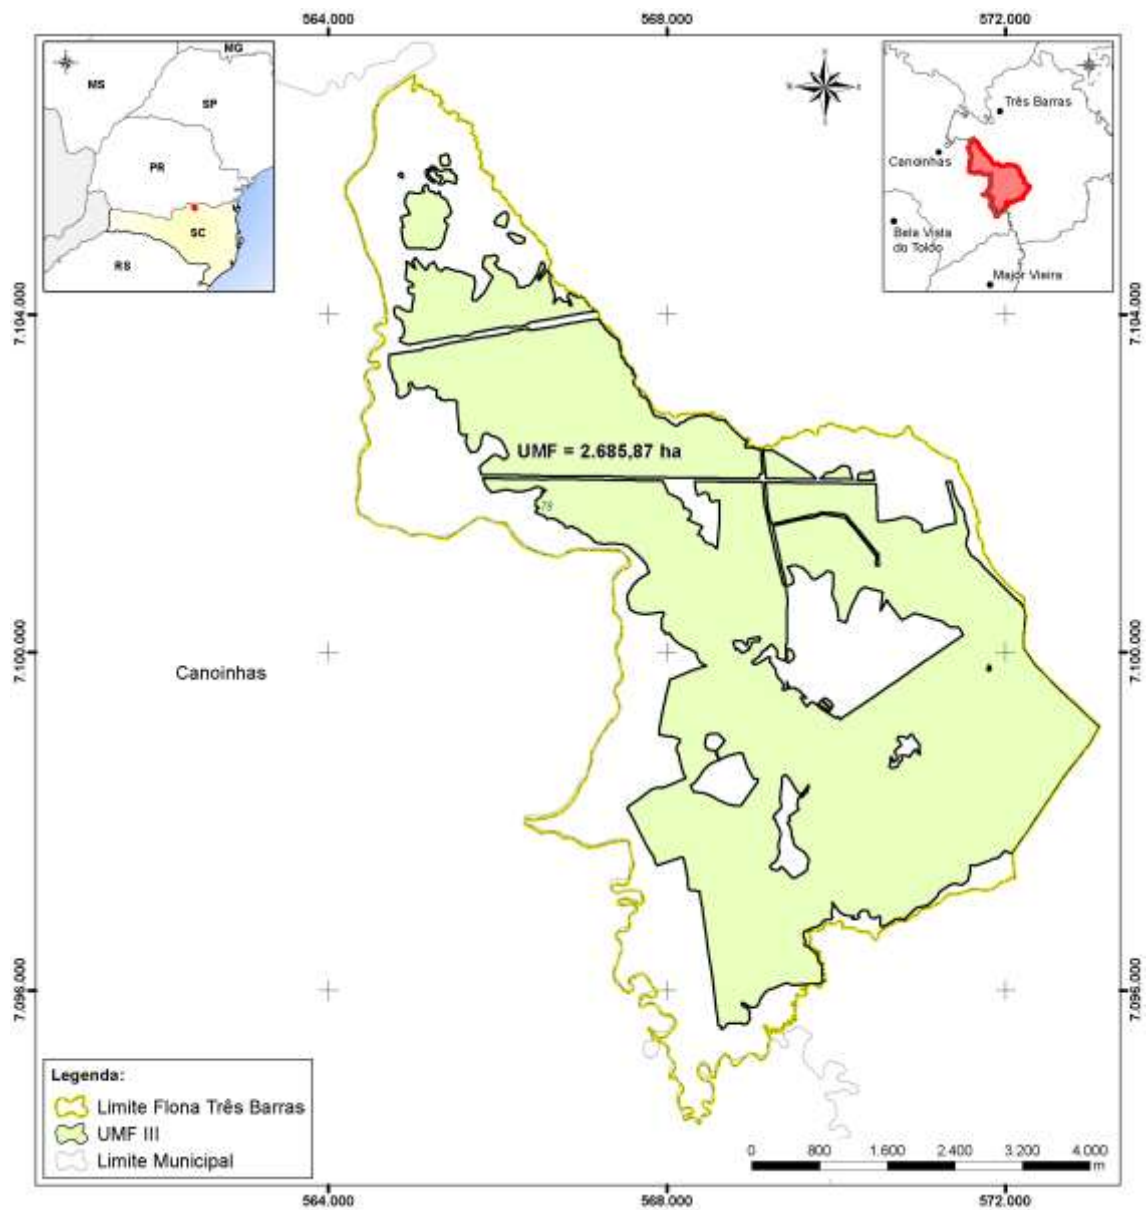 564.000
568.000
572.000
MG
MS
SP
PR
SC
RS
Três Barras
Canoinhas
Bela Vista
do Toldo
Major Vieira
7.104.000
7.104.000
UMF = 2.685,87 ha
78
7.100.000
7.100.000
Canoinhas
7.096.000
7.096.000
Legenda:
Limite Flona Três Barras
UMF III
Limite Municipal
0 800 1.600 2.400 3.200 4.000
m
564.000
568.000
572.000